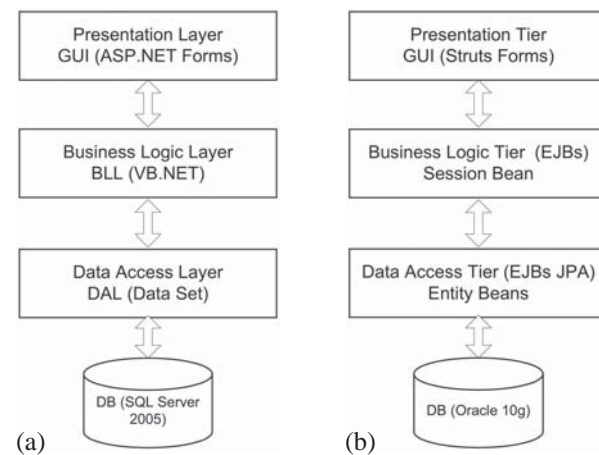 Presentation Layer
GUI (ASP.NET Forms)
Business Logic Layer
BLL (VB.NET)
Data Access Layer
DAL (Data Set)
DB (SQL Server
2005)
(a)
Presentation Tier
GUI (Struts Forms)
Business Logic Tier (EJBs)
Session Bean
Data Access Tier (EJBs JPA)
Entity Beans
DB (Oracle 10g)
(b)